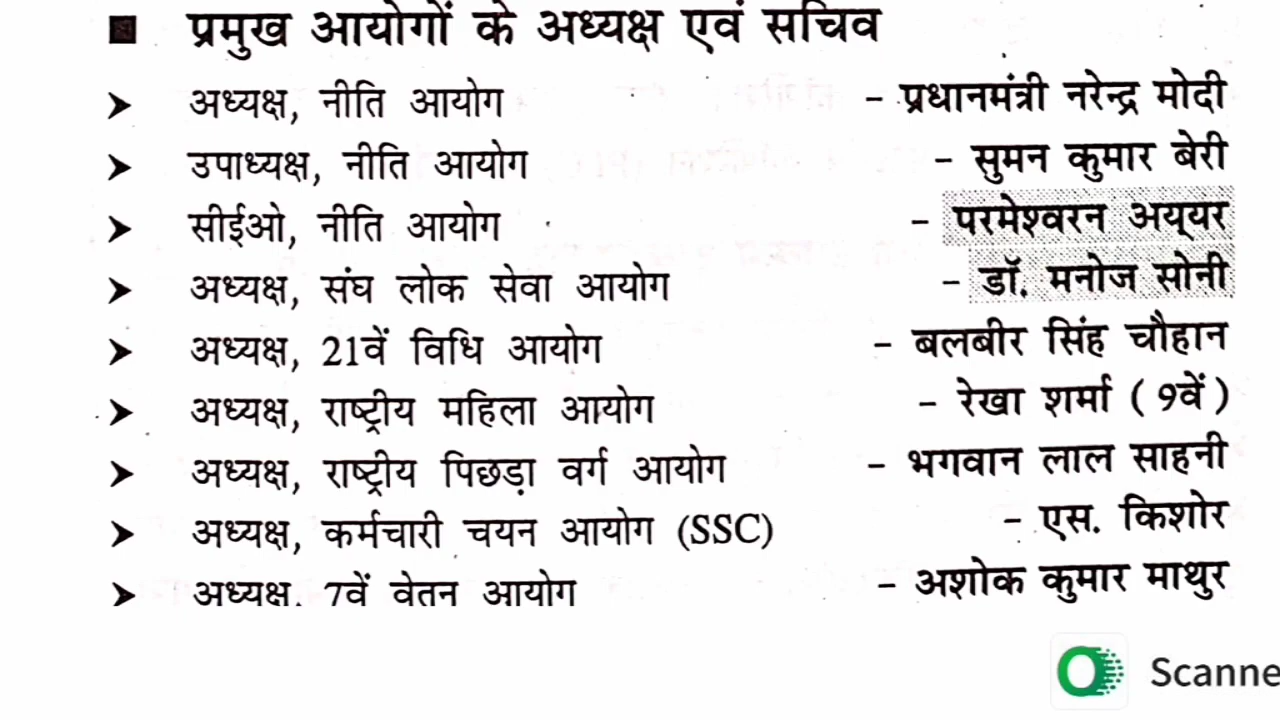 ■ प्रमुख आयोगों के अध्यक्ष एवं सचिव
➤ अध्यक्ष, नीति आयोग - प्रधानमंत्री नरेन्द्र मोदी
➤ उपाध्यक्ष, नीति आयोग - सुमन कुमार बेरी
➤ सीईओ, नीति आयोग - परमेश्वरन अय्यर
➤ अध्यक्ष, संघ लोक सेवा आयोग - डॉ. मनोज सोनी
➤ अध्यक्ष, 21वें विधि आयोग - बलबीर सिंह चौहान
➤ अध्यक्ष, राष्ट्रीय महिला आयोग - रेखा शर्मा ( 9वें )
➤ अध्यक्ष, राष्ट्रीय पिछड़ा वर्ग आयोग - भगवान लाल साहनी
➤ अध्यक्ष, कर्मचारी चयन आयोग (SSC) - एस. किशोर
➤ अध्यक्ष, 7वें वेतन आयोग - अशोक कुमार माथुर
Scanne